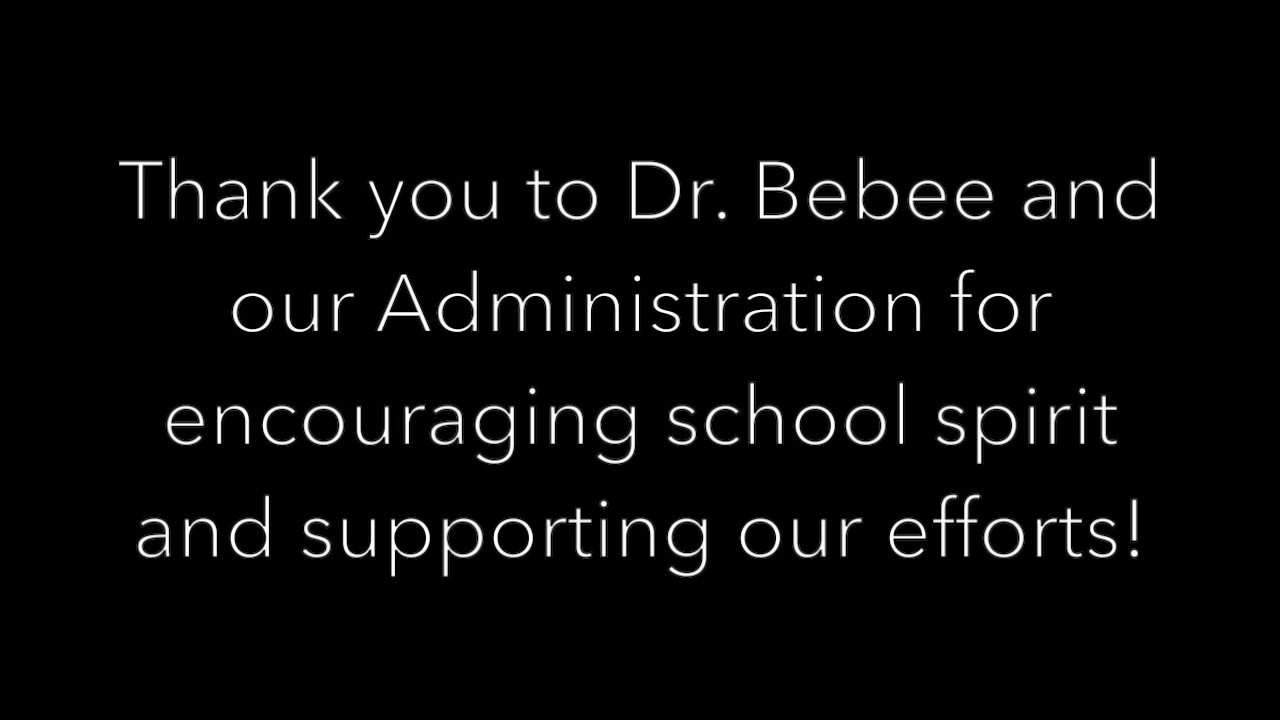 Thank you to Dr. Bebee and
our Administration for
encouraging school spirit
and supporting our efforts!